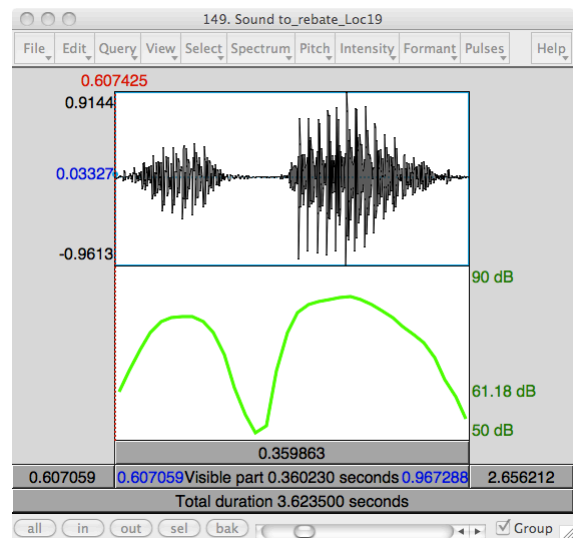 149. Sound to_rebate_Loc19
File Edit Query View Select Spectrum Pitch Intensity Formant Pulses Help
0.607425
0.9144
0.03327
-0.9613
90 dB
61.18 dB
50 dB
0.359863
0.607059 0.607059 Visible part 0.360230 seconds 0.967288 2.656212
Total duration 3.623500 seconds
all in out sel bak Group